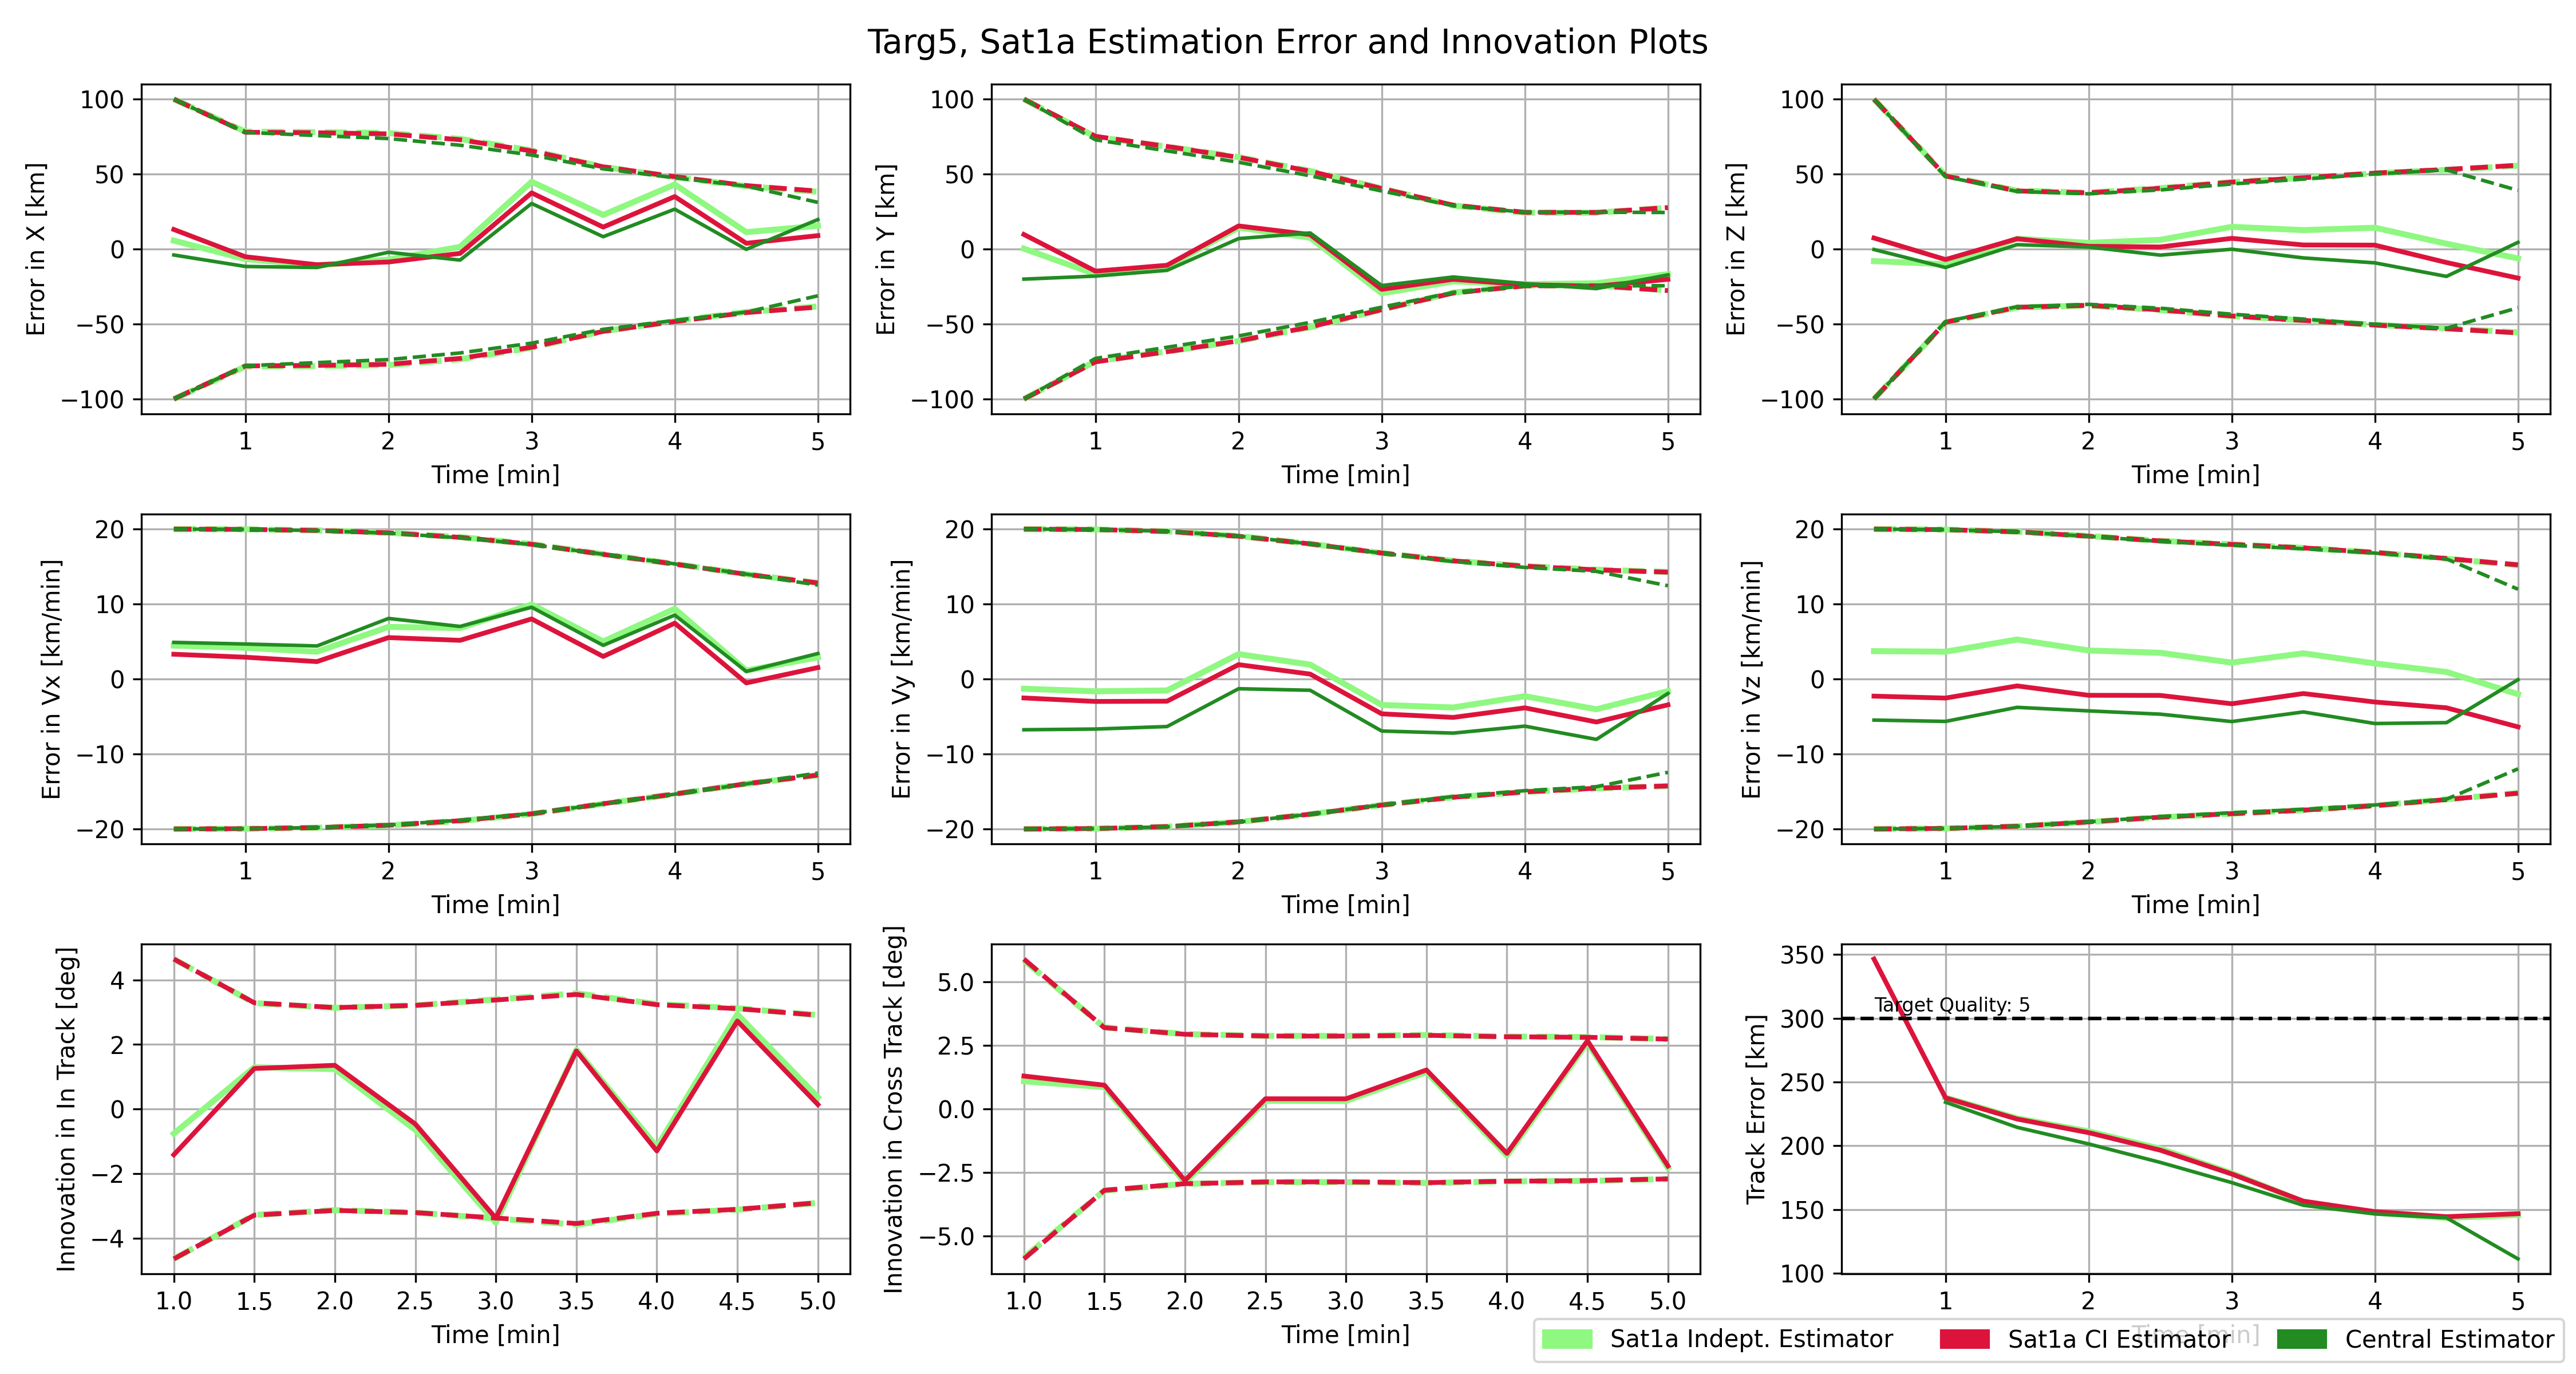 Targ5, Sat1a Estimation Error and Innovation Plots
Error in X [km]
100
50
0
−50
−100
1 2 3 4 5
Time [min]
Error in Y [km]
100
50
0
−50
−100
1 2 3 4 5
Time [min]
Error in Z [km]
100
50
0
−50
−100
1 2 3 4 5
Time [min]
Error in Vx [km/min]
20
10
0
−10
−20
1 2 3 4 5
Time [min]
Error in Vy [km/min]
20
10
0
−10
−20
1 2 3 4 5
Time [min]
Error in Vz [km/min]
20
10
0
−10
−20
1 2 3 4 5
Time [min]
Innovation in In Track [deg]
4
2
0
−2
−4
1.0 1.5 2.0 2.5 3.0 3.5 4.0 4.5 5.0
Time [min]
Innovation in Cross Track [deg]
5.0
2.5
0.0
−2.5
−5.0
1.0 1.5 2.0 2.5 3.0 3.5 4.0 4.5 5.0
Time [min]
Track Error [km]
350
300
250
200
150
100
Target Quality: 5
1 2 3 4 5
Time [min]
Sat1a Indept. Estimator
Sat1a CI Estimator
Central Estimator